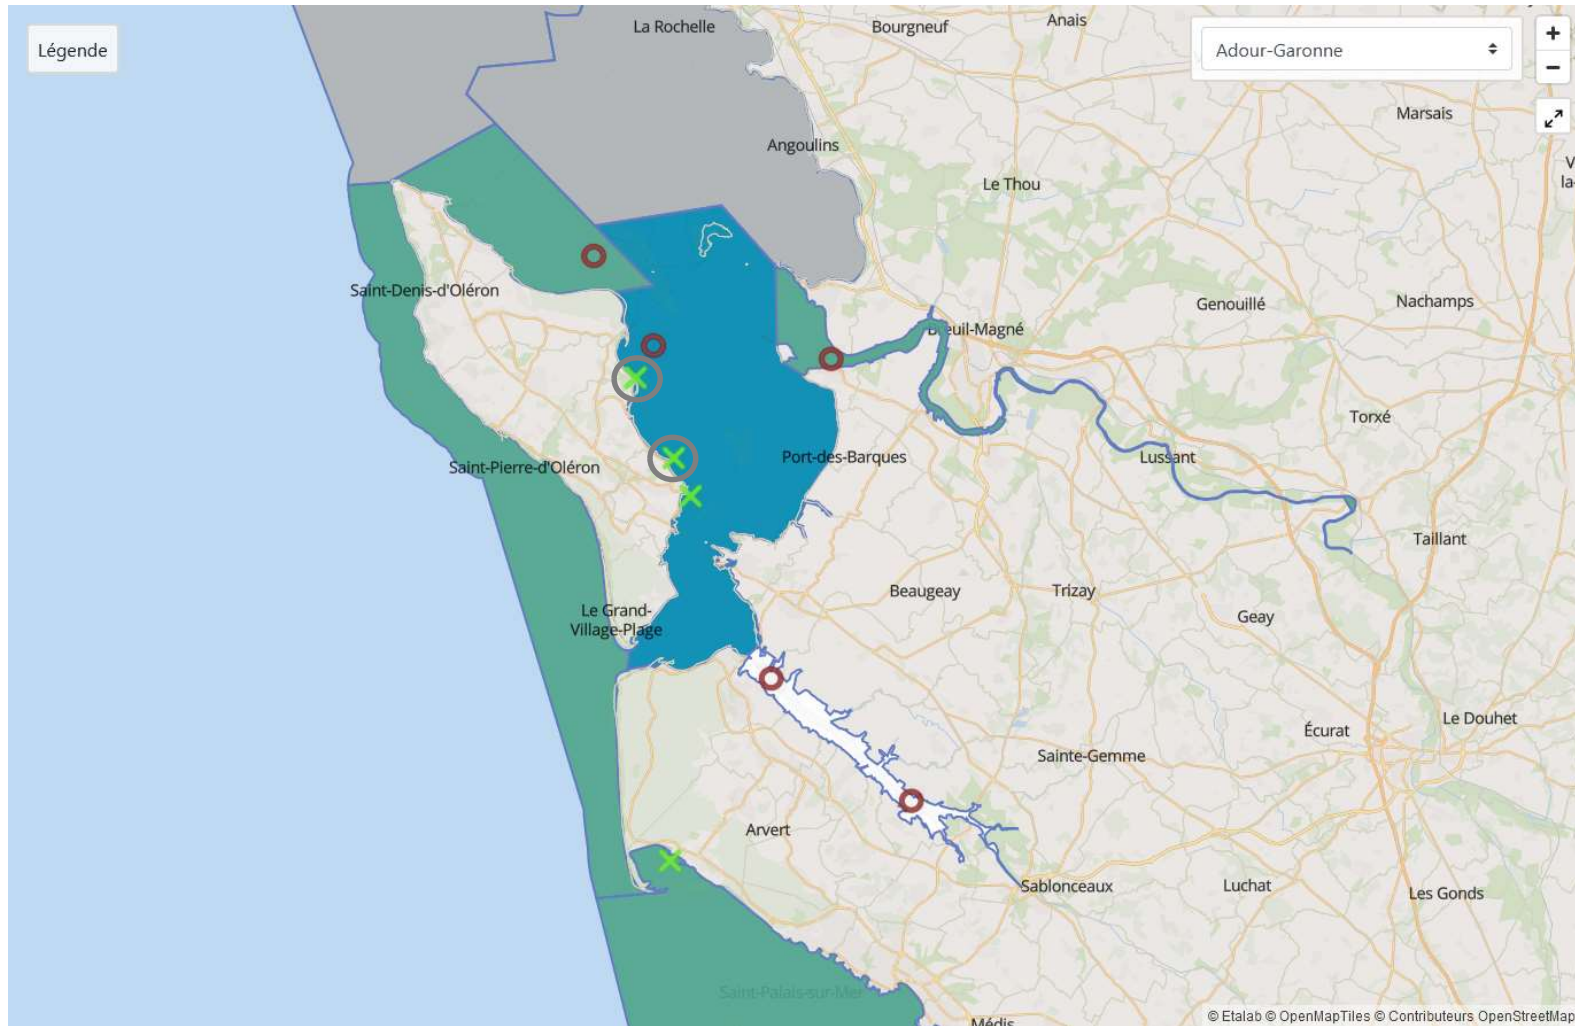 Légende
La Rochelle
Bourgneuf
Anais
Adour-Garonne
+
−
Marsais
Angoulins
Le Thou
Saint-Denis-d'Oléron
Genouillé
Nachamps
Breuil-Magné
Torxé
Saint-Pierre-d'Oléron
Port-des-Barques
Lussant
Taillant
Le Grand-
Village-Plage
Beaugeay
Trizay
Geay
Le Douhet
Écurat
Sainte-Gemme
Arvert
Sablonceaux
Luchat
Les Gonds
Saint-Palais-sur-Mer
Médis
© Etalab © OpenMapTiles © Contributeurs OpenStreetMap